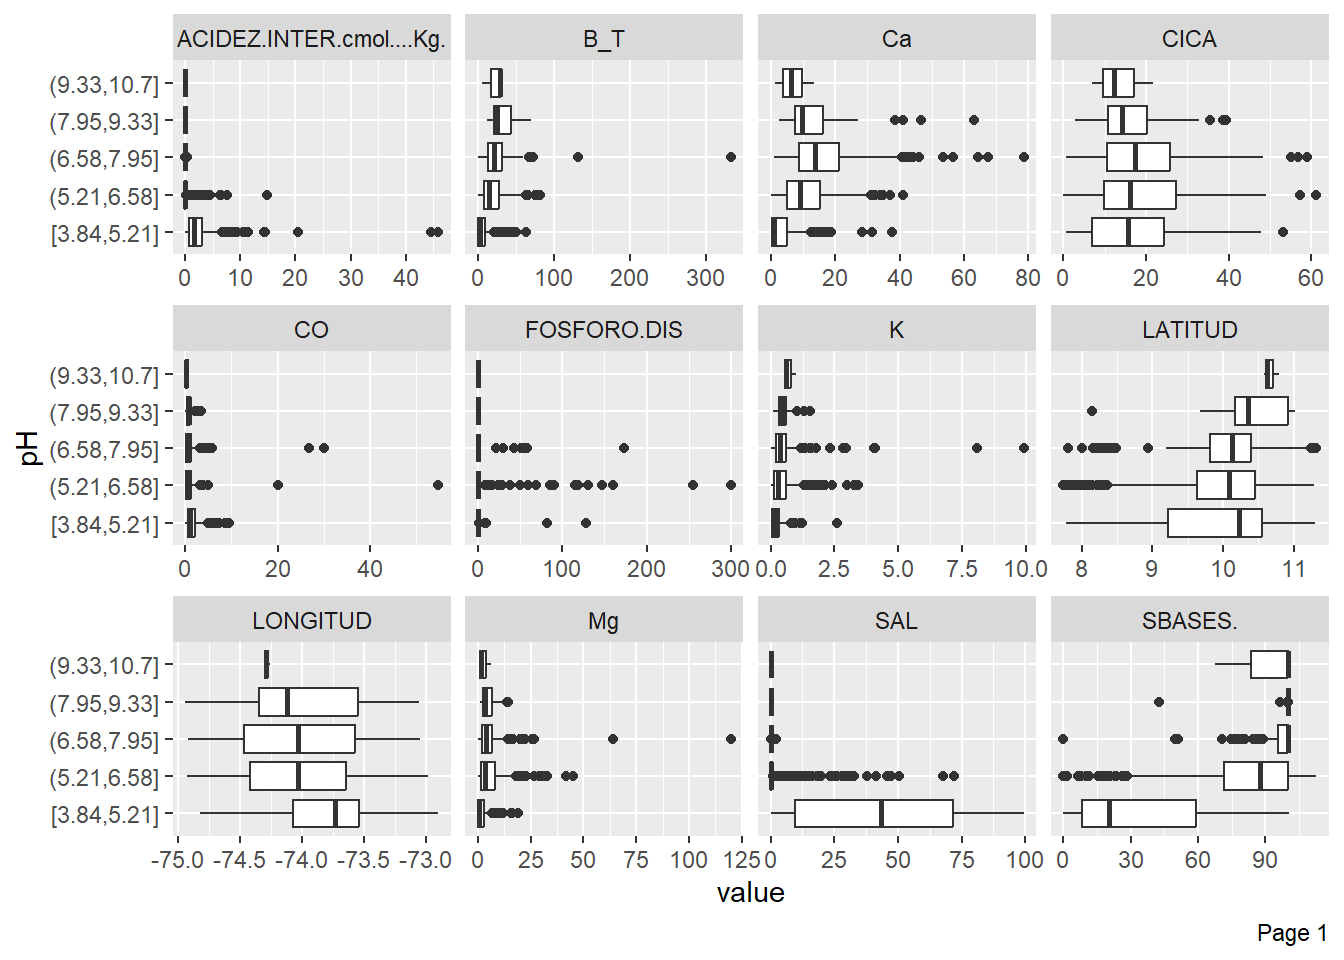 ACIDEZ.INTER.cmol....Kg. B_T Ca CICA
(9.33,10.7]
(7.95,9.33]
(6.58,7.95]
(5.21,6.58]
[3.84,5.21]
0 10 20 30 40 0 100 200 300 0 20 40 60 80 0 20 40 60
CO FOSFORO.DIS K LATITUD
(9.33,10.7]
(7.95,9.33]
(6.58,7.95]
(5.21,6.58]
[3.84,5.21]
pH
0 20 40 0 100 200 300 0.0 2.5 5.0 7.5 10.0 8 9 10 11
LONGITUD Mg SAL SBASES.
(9.33,10.7]
(7.95,9.33]
(6.58,7.95]
(5.21,6.58]
[3.84,5.21]
-75.0 -74.5 -74.0 -73.5 -73.0 0 25 50 75 100 125 0 25 50 75 100 0 30 60 90
value
Page 1